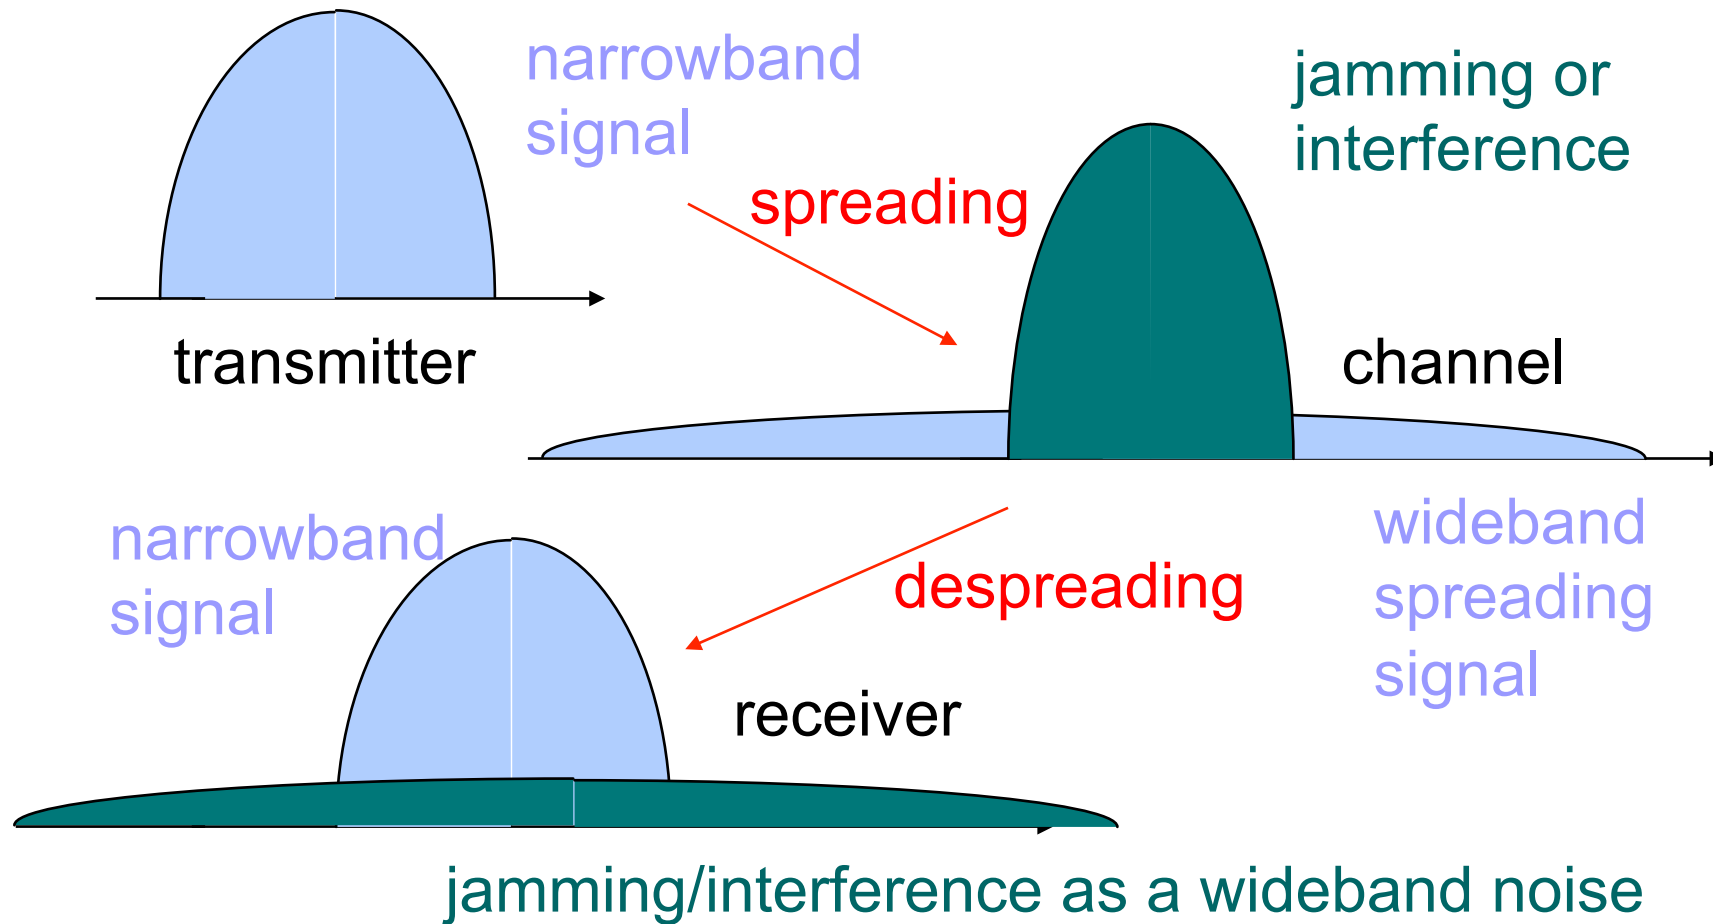 narrowband
signal
jamming or
interference
spreading
transmitter
channel
narrowband
signal
wideband
spreading
signal
despreading
receiver
jamming/interference as a wideband noise